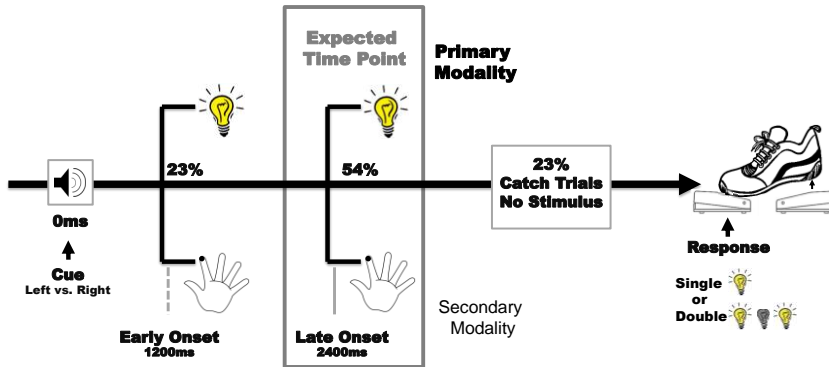 Expected
Time Point
Primary
Modality
23%
54%
23%
Catch Trials
No Stimulus
0ms
Cue
Left vs. Right
Early Onset
1200ms
Late Onset
2400ms
Secondary
Modality
Response
Single
or
Double